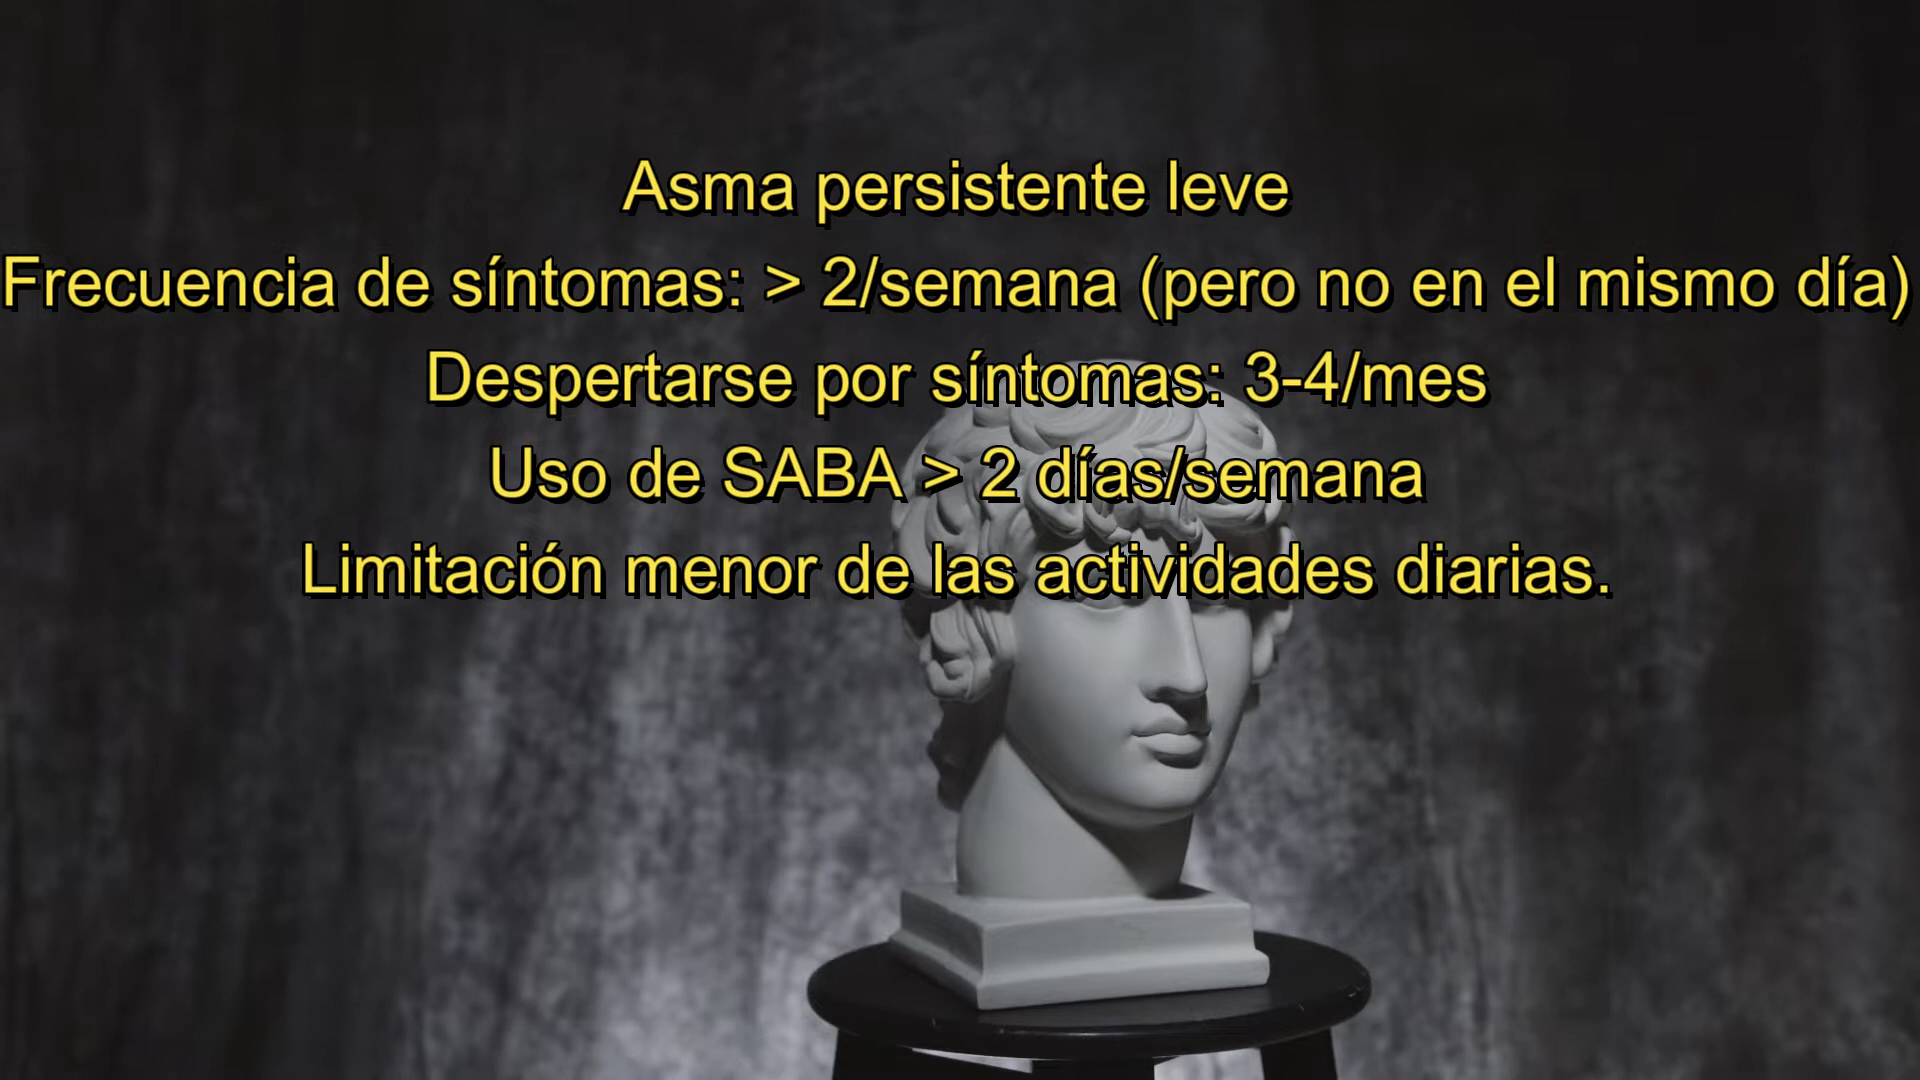 Asma persistente leve
Frecuencia de síntomas: > 2/semana (pero no en el mismo día)
Despertarse por síntomas: 3-4/mes
Uso de SABA > 2 días/semana
Limitación menor de las actividades diarias.